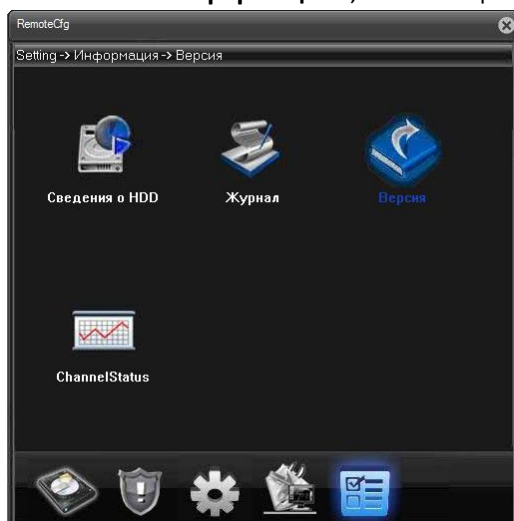 RemoteCfg
Setting -> Информация -> Версия
Сведения о HDD
Журнал
Версия
ChannelStatus